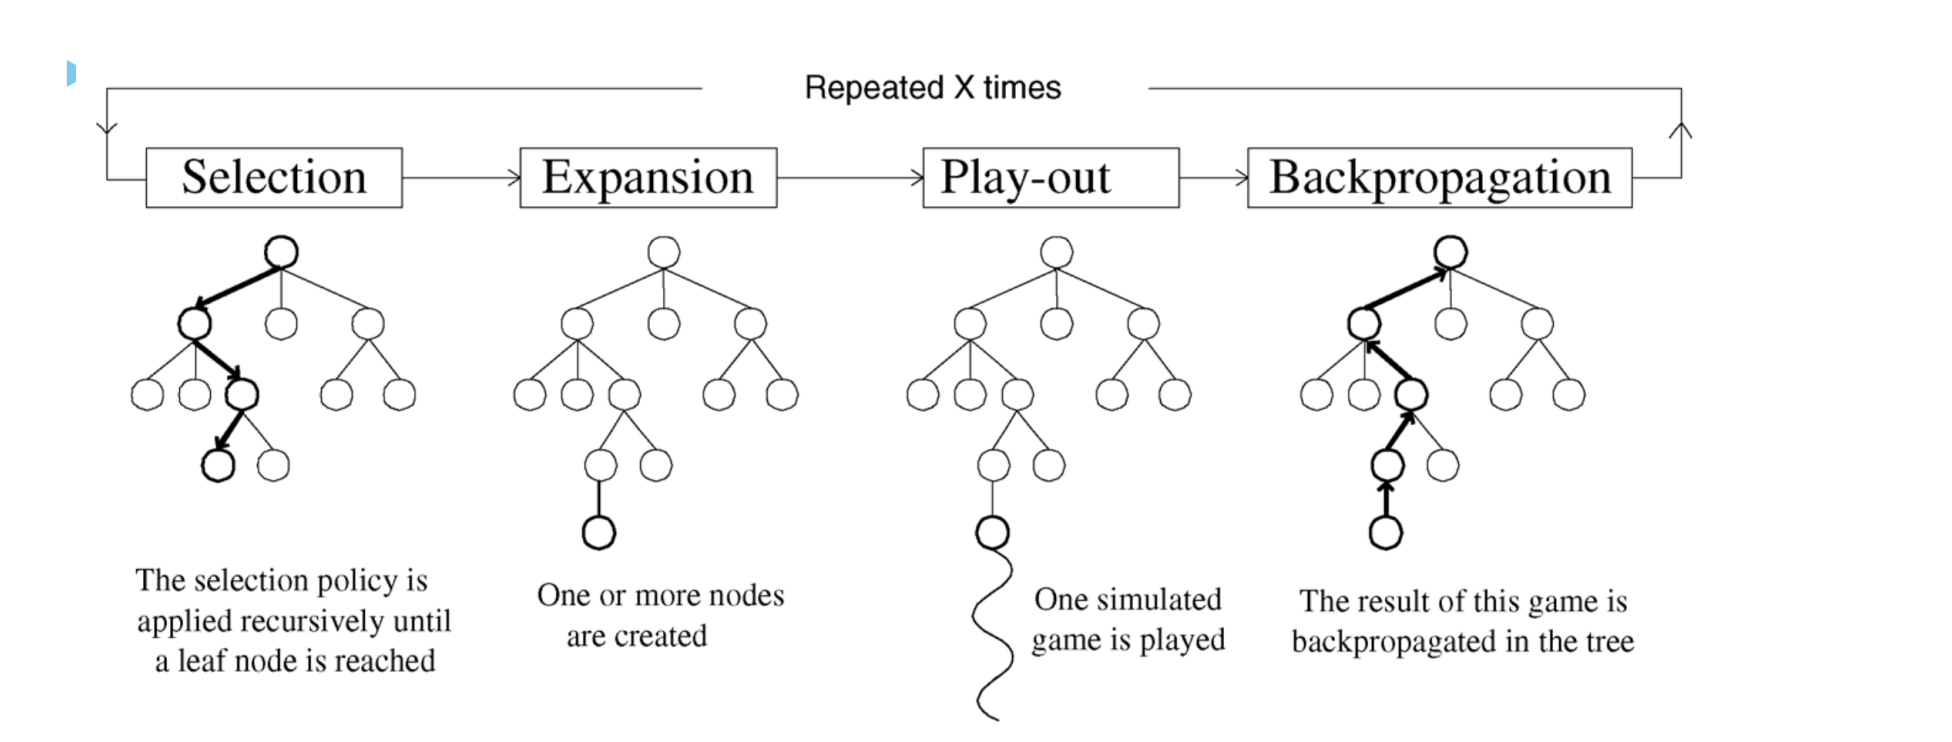 Repeated X times
Selection
Expansion
Play-out
Backpropagation
The selection policy is
applied recursively until
a leaf node is reached
One or more nodes
are created
One simulated
game is played
The result of this game is
backpropagated in the tree